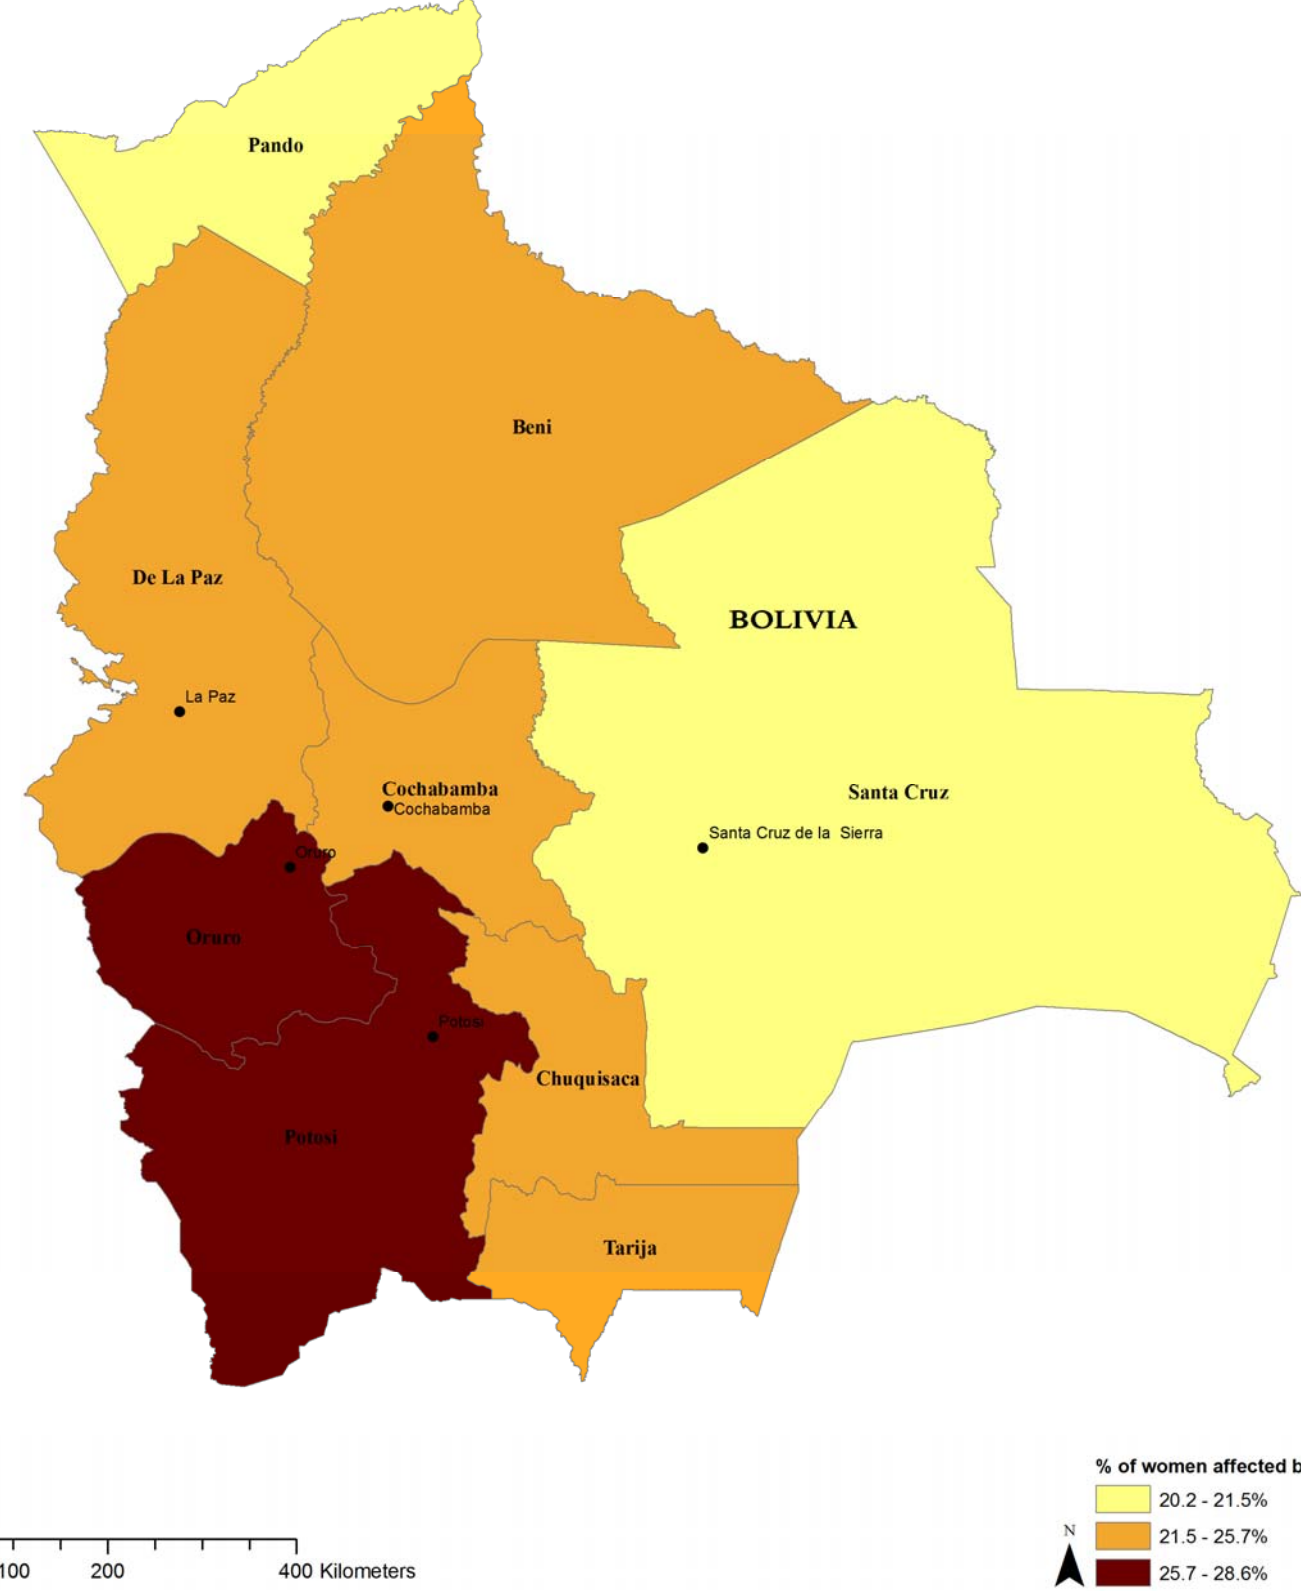 Pando
Beni
De La Paz
BOLIVIA
La Paz
Cochabamba
Cochabamba
Santa Cruz
Santa Cruz de la Sierra
Oruro
Oruro
Potosi
Chuquisaca
Potosi
Tarija
% of women affected b
20.2 - 21.5%
21.5 - 25.7%
25.7 - 28.6%
N
100 200 400 Kilometers